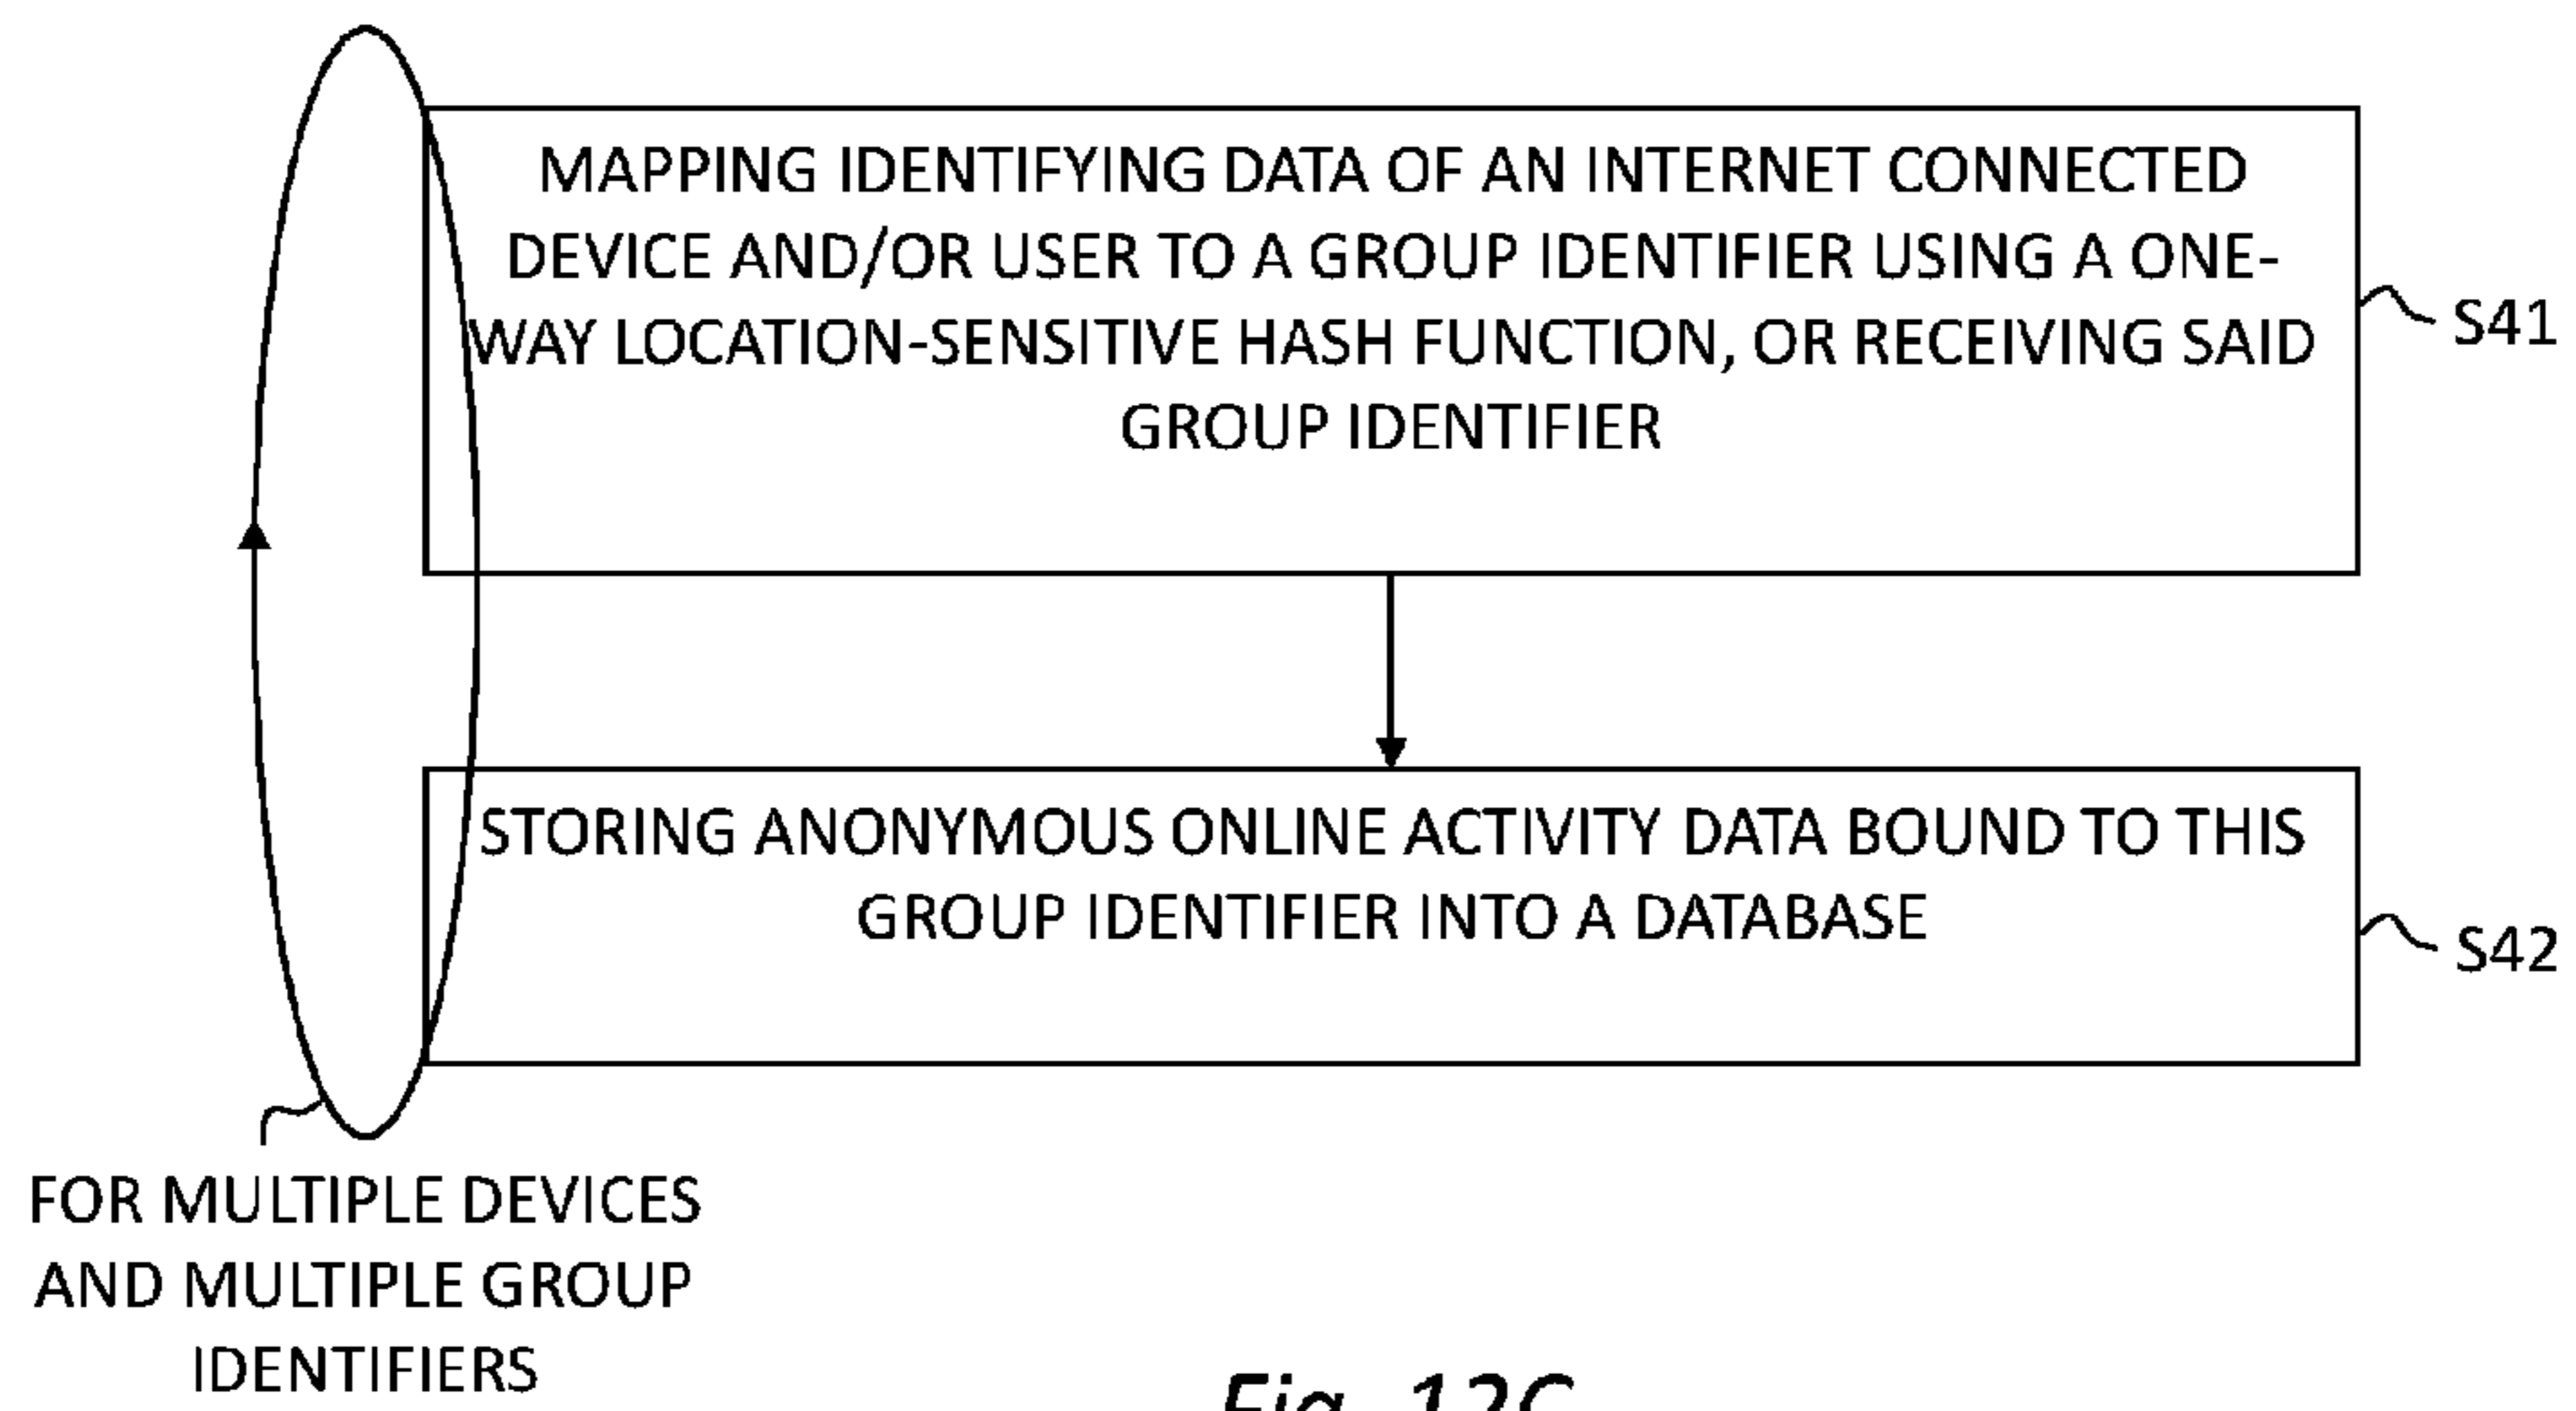 MAPPING IDENTIFYING DATA OF AN INTERNET CONNECTED
DEVICE AND/OR USER TO A GROUP IDENTIFIER USING A ONE-
WAY LOCATION-SENSITIVE HASH FUNCTION, OR RECEIVING SAID
GROUP IDENTIFIER
S41
STORING ANONYMOUS ONLINE ACTIVITY DATA BOUND TO THIS
GROUP IDENTIFIER INTO A DATABASE
S42
FOR MULTIPLE DEVICES
AND MULTIPLE GROUP
IDENTIFIERS
Fig. 12C